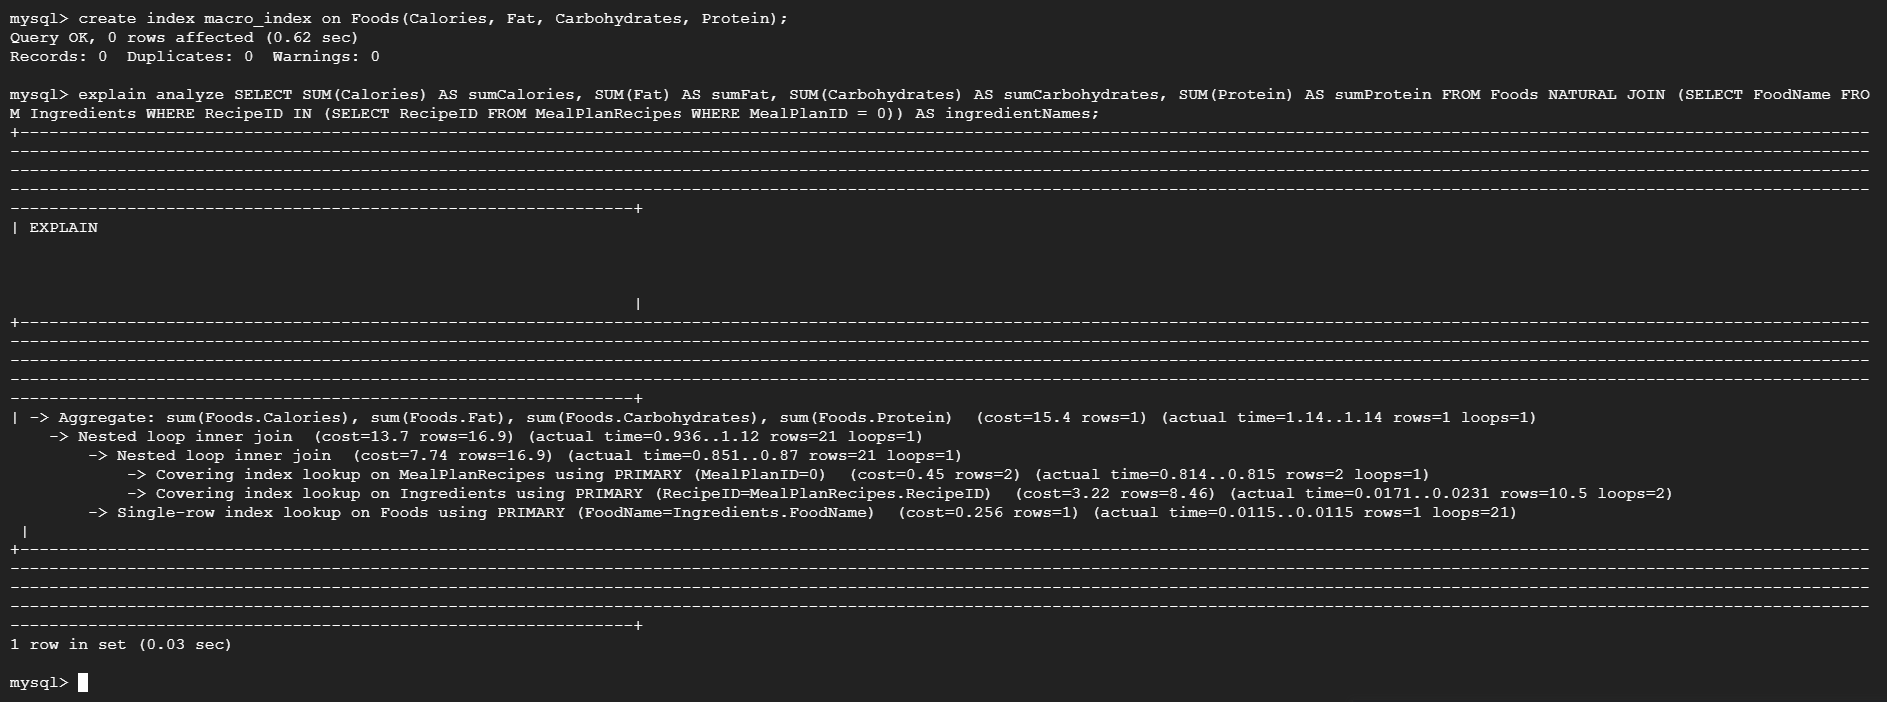 mysql> create index macro_index on Foods(Calories, Fat, Carbohydrates, Protein);
Query OK, 0 rows affected (0.62 sec)
Records: 0  Duplicates: 0  Warnings: 0
mysql> explain analyze SELECT SUM(Calories) AS sumCalories, SUM(Fat) AS sumFat, SUM(Carbohydrates) AS sumCarbohydrates, SUM(Protein) AS sumProtein FROM Foods NATURAL JOIN (SELECT FoodName FRO
M Ingredients WHERE RecipeID IN (SELECT RecipeID FROM MealPlanRecipes WHERE MealPlanID = 0)) AS ingredientNames;
| EXPLAIN
|
| -> Aggregate: sum(Foods.Calories), sum(Foods.Fat), sum(Foods.Carbohydrates), sum(Foods.Protein)  (cost=15.4 rows=1) (actual time=1.14..1.14 rows=1 loops=1)
    -> Nested loop inner join  (cost=13.7 rows=16.9) (actual time=0.936..1.12 rows=21 loops=1)
        -> Nested loop inner join  (cost=7.74 rows=16.9) (actual time=0.851..0.87 rows=21 loops=1)
            -> Covering index lookup on MealPlanRecipes using PRIMARY (MealPlanID=0)  (cost=0.45 rows=2) (actual time=0.814..0.815 rows=2 loops=1)
            -> Covering index lookup on Ingredients using PRIMARY (RecipeID=MealPlanRecipes.RecipeID)  (cost=3.22 rows=8.46) (actual time=0.0171..0.0231 rows=10.5 loops=2)
        -> Single-row index lookup on Foods using PRIMARY (FoodName=Ingredients.FoodName)  (cost=0.256 rows=1) (actual time=0.0115..0.0115 rows=1 loops=21)
 |
1 row in set (0.03 sec)
mysql>